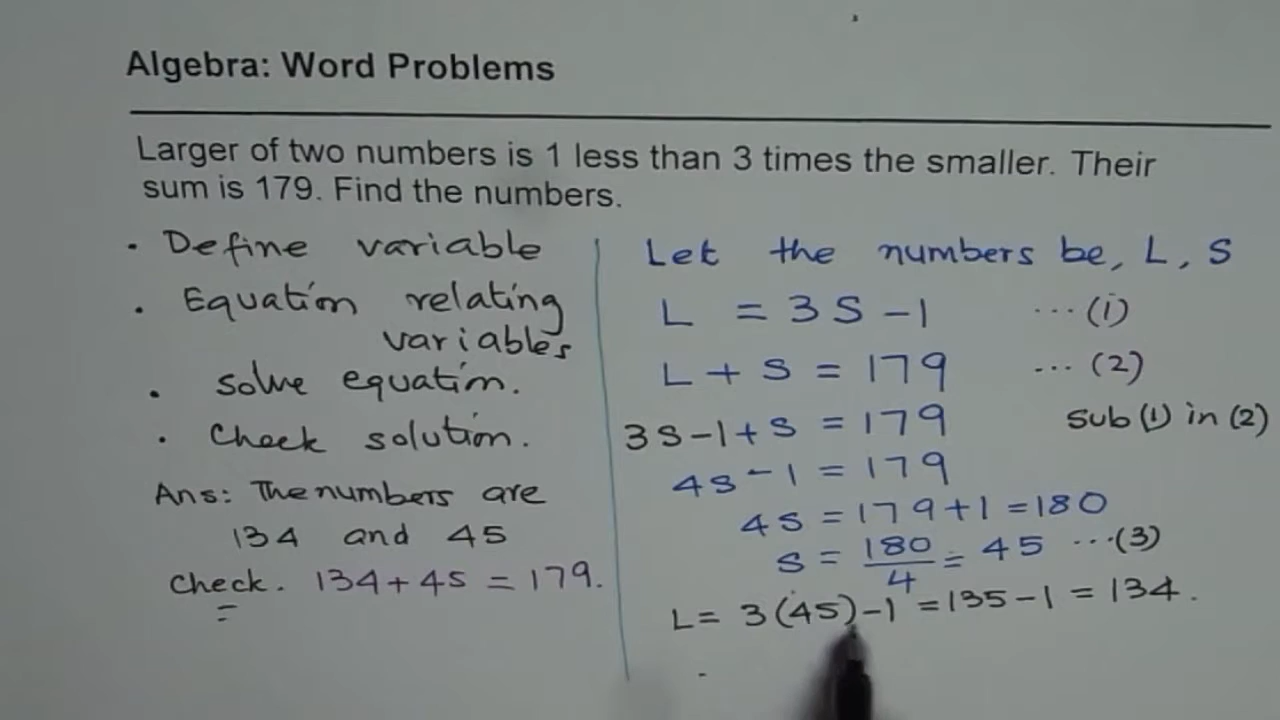 Algebra: Word Problems
Larger of two numbers is 1 less than 3 times the smaller. Their
sum is 179. Find the numbers.
• Define variable
• Equation relating
variables
• Solve equation.
• Check solution.
Ans: The numbers are
134 and 45
Check. 134 + 45 = 179.
Let the numbers be, L, S
L = 3S - 1 ... (1)
L + S = 179 ... (2)
3S - 1 + S = 179 Sub (1) in (2)
4S - 1 = 179
4S = 179 + 1 = 180
S = 180/4 = 45 ... (3)
L = 3(45) - 1 = 135 - 1 = 134.